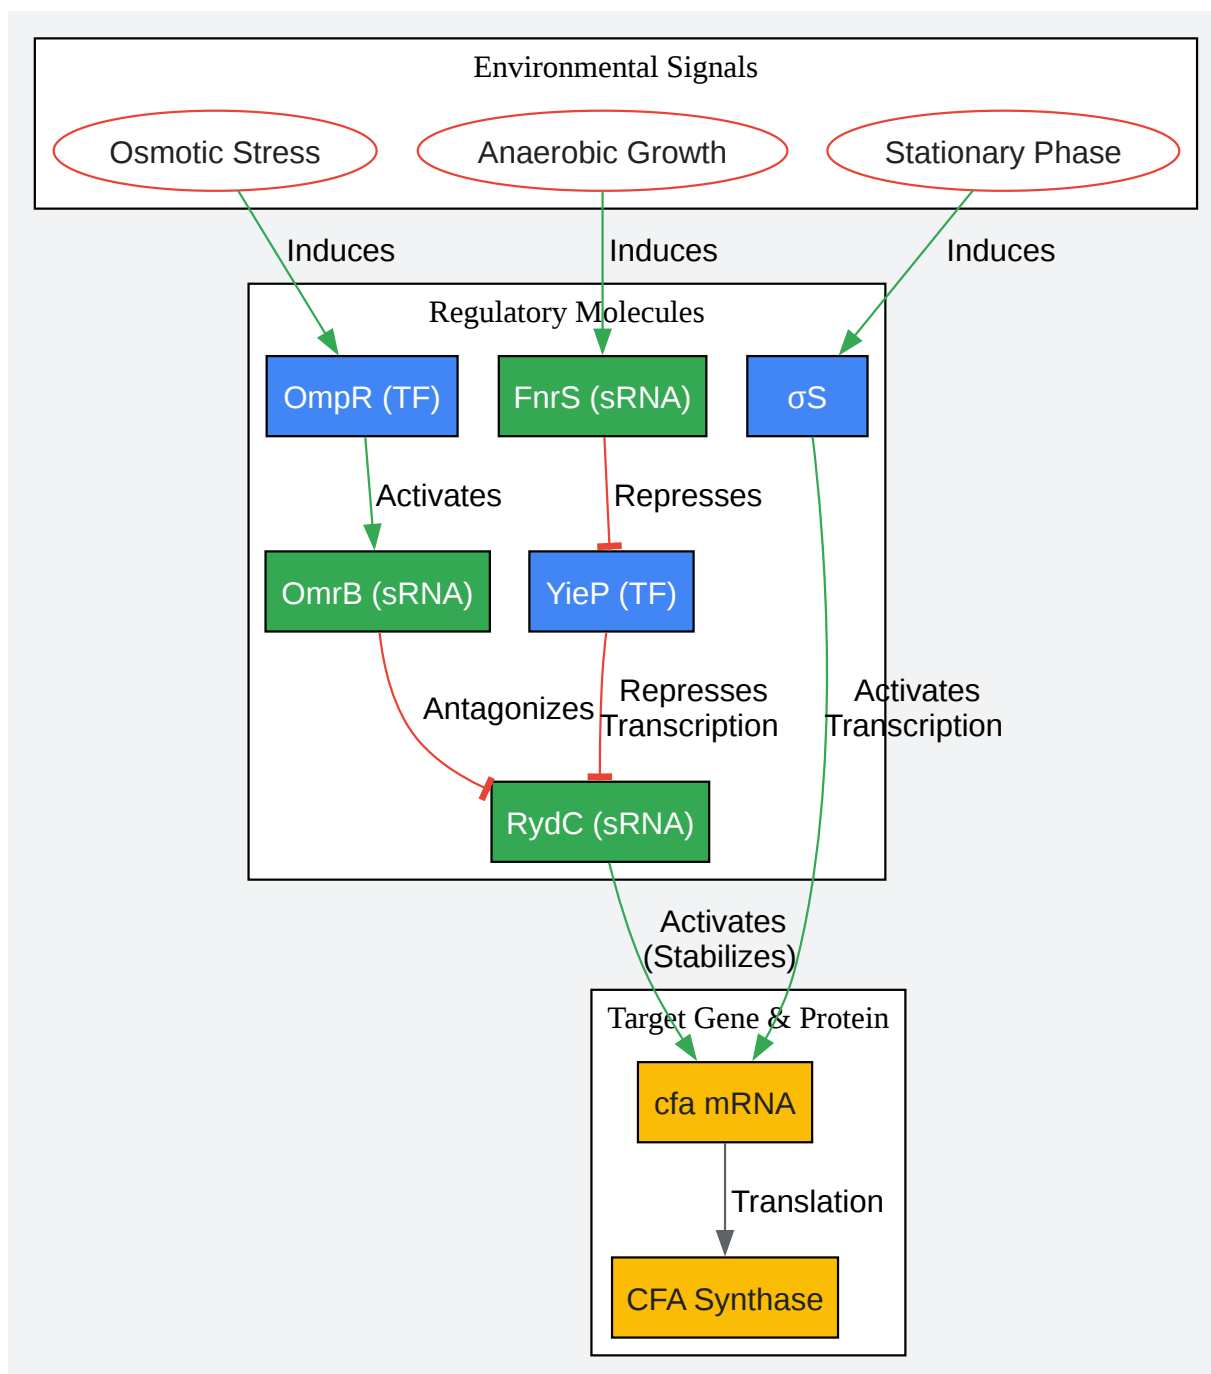 Environmental Signals
Osmotic Stress
Anaerobic Growth
Stationary Phase
Induces
Induces
Induces
Regulatory Molecules
OmpR (TF)
FnrS (sRNA)
σS
Activates
Represses
OmrB (sRNA)
YieP (TF)
Antagonizes
Represses
Transcription
Activates
Transcription
RydC (sRNA)
Activates
(Stabilizes)
Target Gene & Protein
cfa mRNA
Translation
CFA Synthase